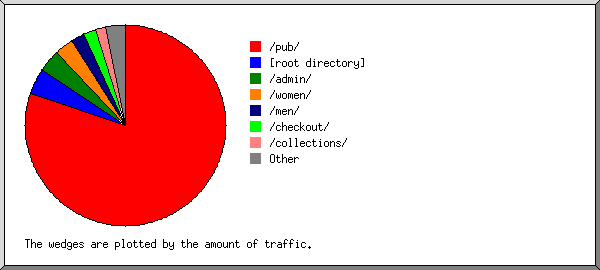 /pub/
[root directory]
/admin/
/women/
/men/
/checkout/
/collections/
Other
The wedges are plotted by the amount of traffic.